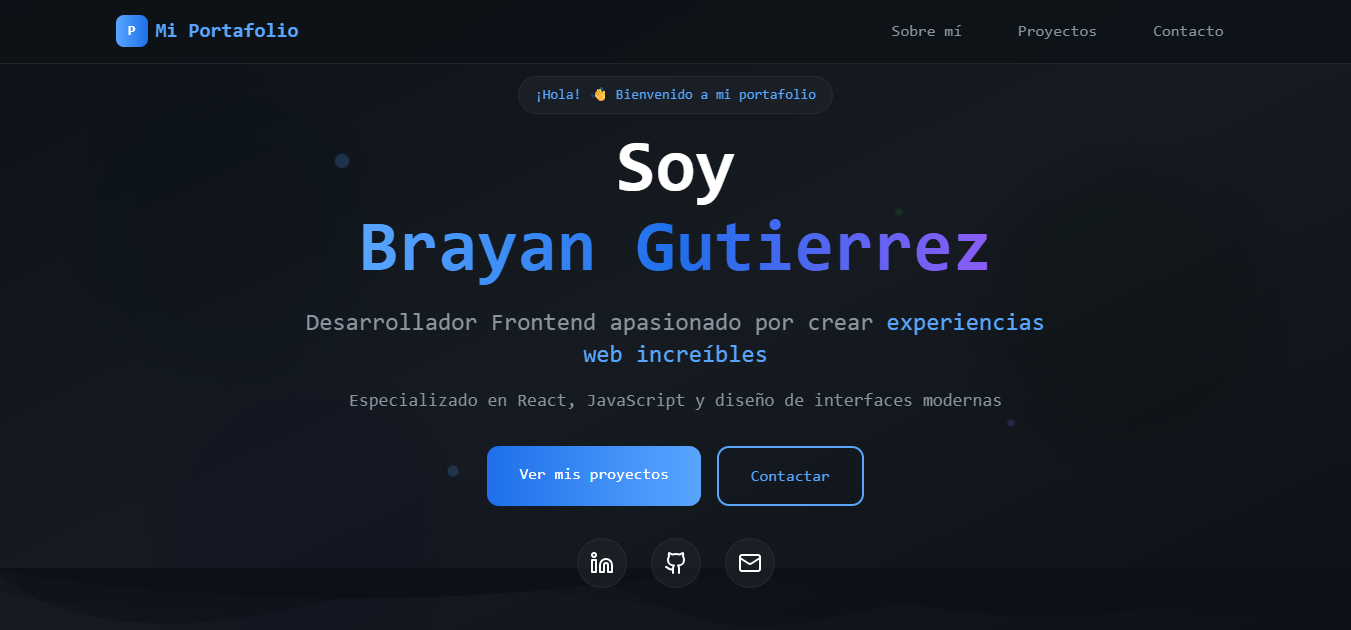 P Mi Portafolio
Sobre mí Proyectos Contacto
¡Hola! 👋 Bienvenido a mi portafolio
Soy
Brayan Gutierrez
Desarrollador Frontend apasionado por crear experiencias
web increíbles
Especializado en React, JavaScript y diseño de interfaces modernas
Ver mis proyectos
Contactar